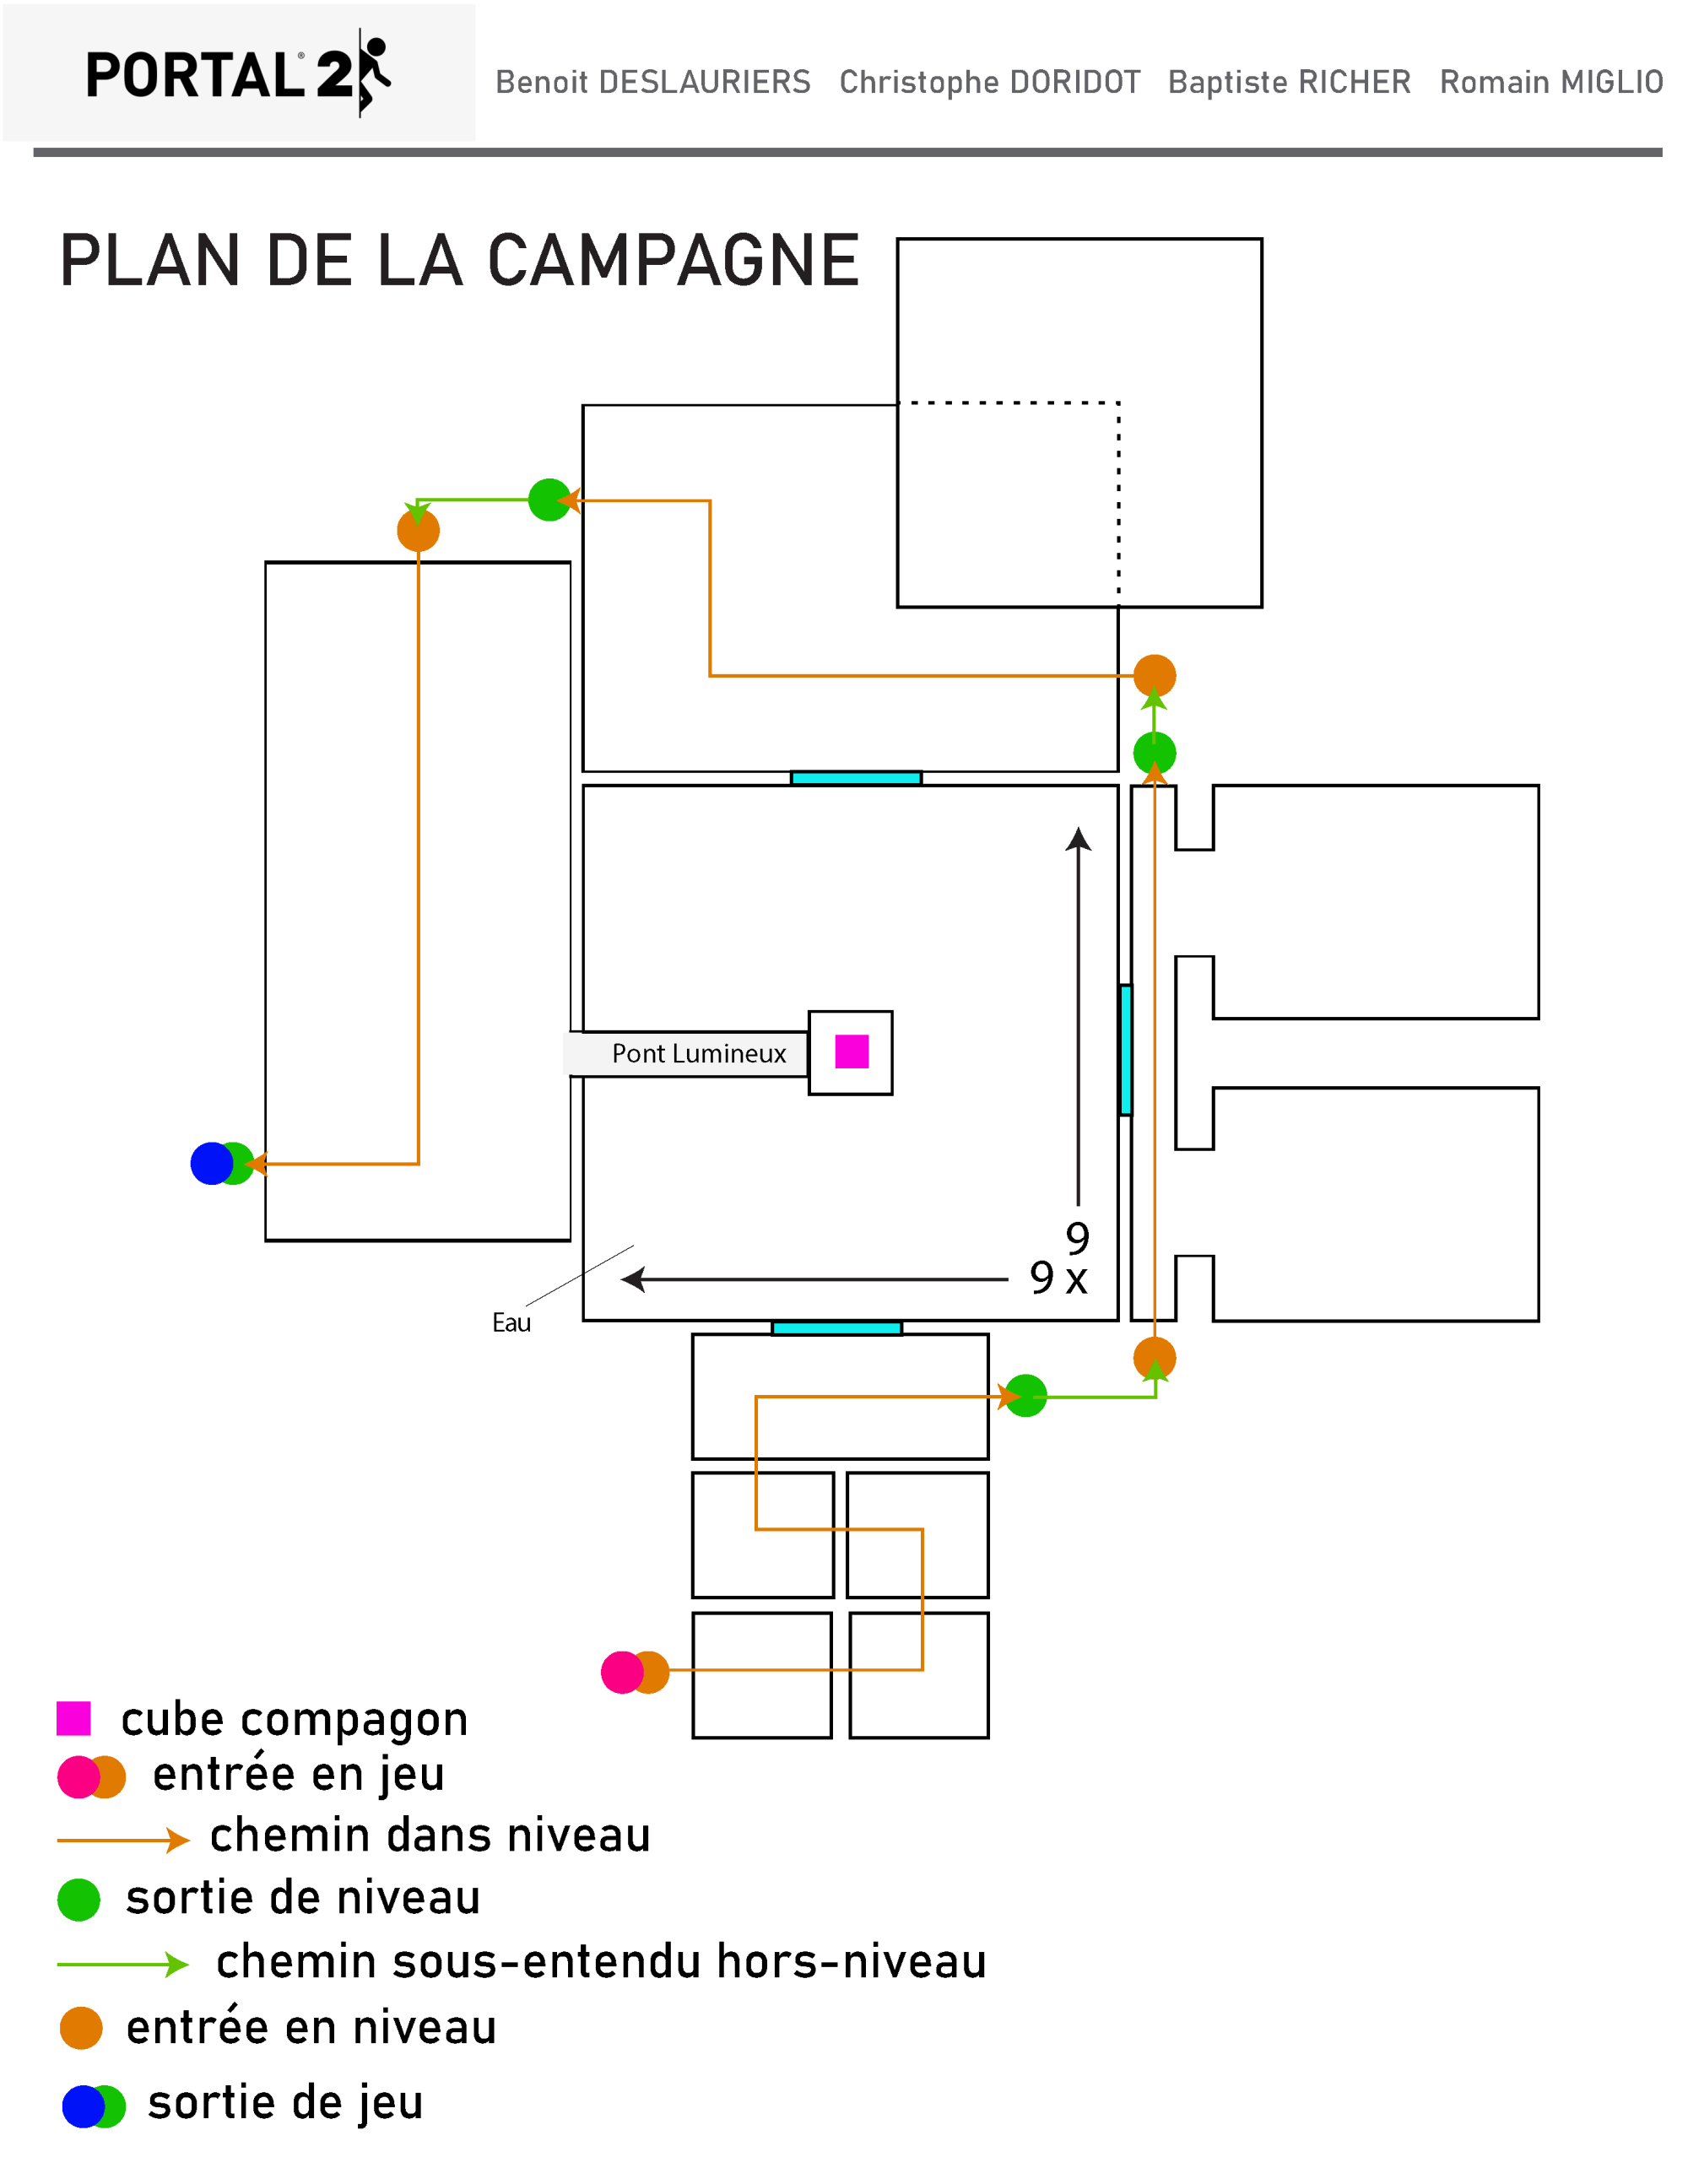 PORTAL® 2
Benoit DESLAURIERS Christophe DORIDOT Baptiste RICHER Romain MIGLIO
PLAN DE LA CAMPAGNE
Pont Lumineux
9
9 x
Eau
cube compagon
entrée en jeu
chemin dans niveau
sortie de niveau
chemin sous-entendu hors-niveau
entrée en niveau
sortie de jeu